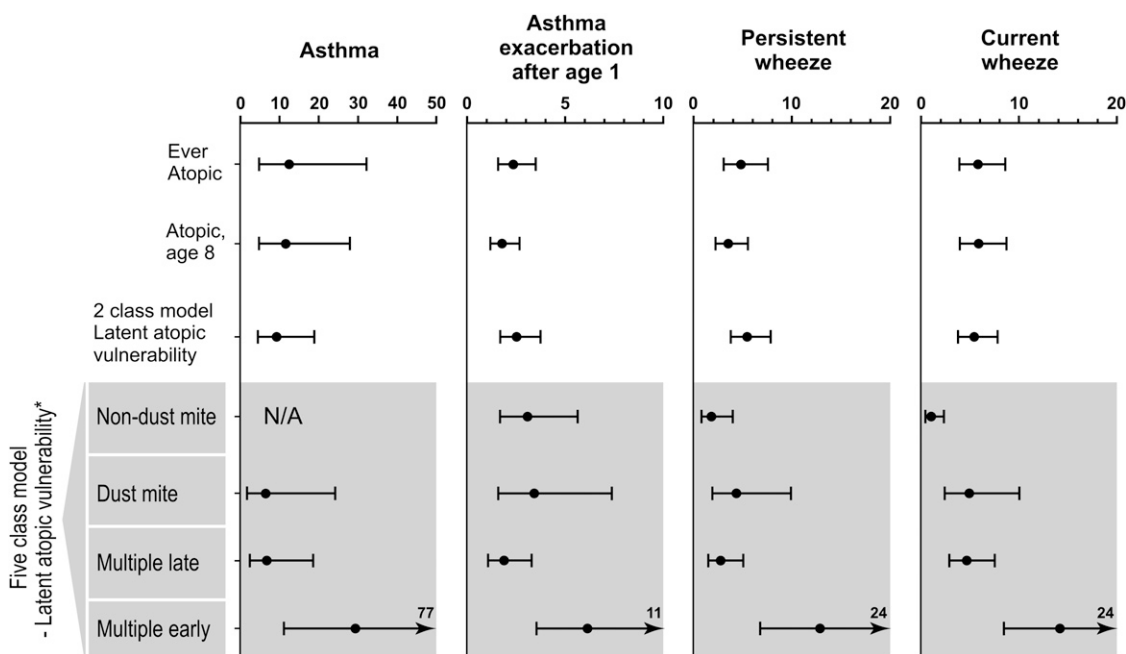 Asthma
Asthma
exacerbation
after age 1
Persistent
wheeze
Current
wheeze
0 10 20 30 40 50
0 5 10
0 10 20
0 10 20
Ever
Atopic
Atopic,
age 8
2 class model
Latent atopic
vulnerability
Five class model
- Latent atopic vulnerability*
Non-dust mite
N/A
Dust mite
Multiple late
Multiple early
77
11
24
24